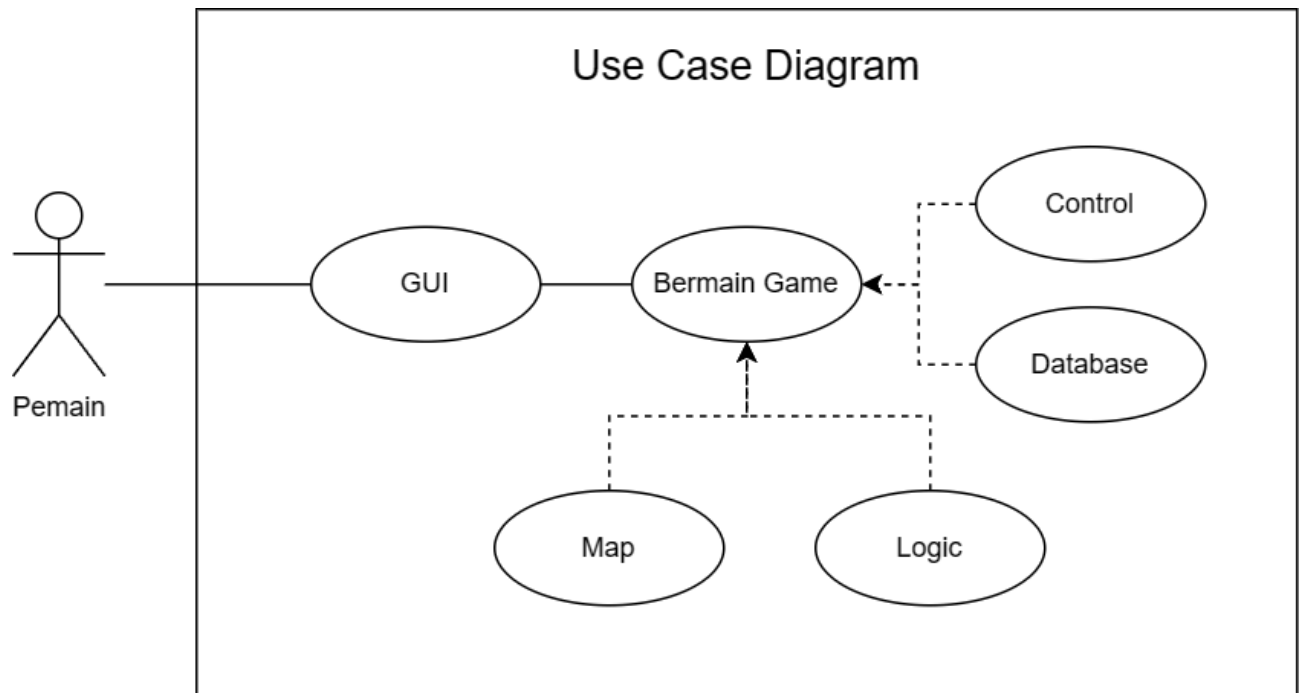 Use Case Diagram
Control
GUI
Bermain Game
Database
Pemain
Map
Logic